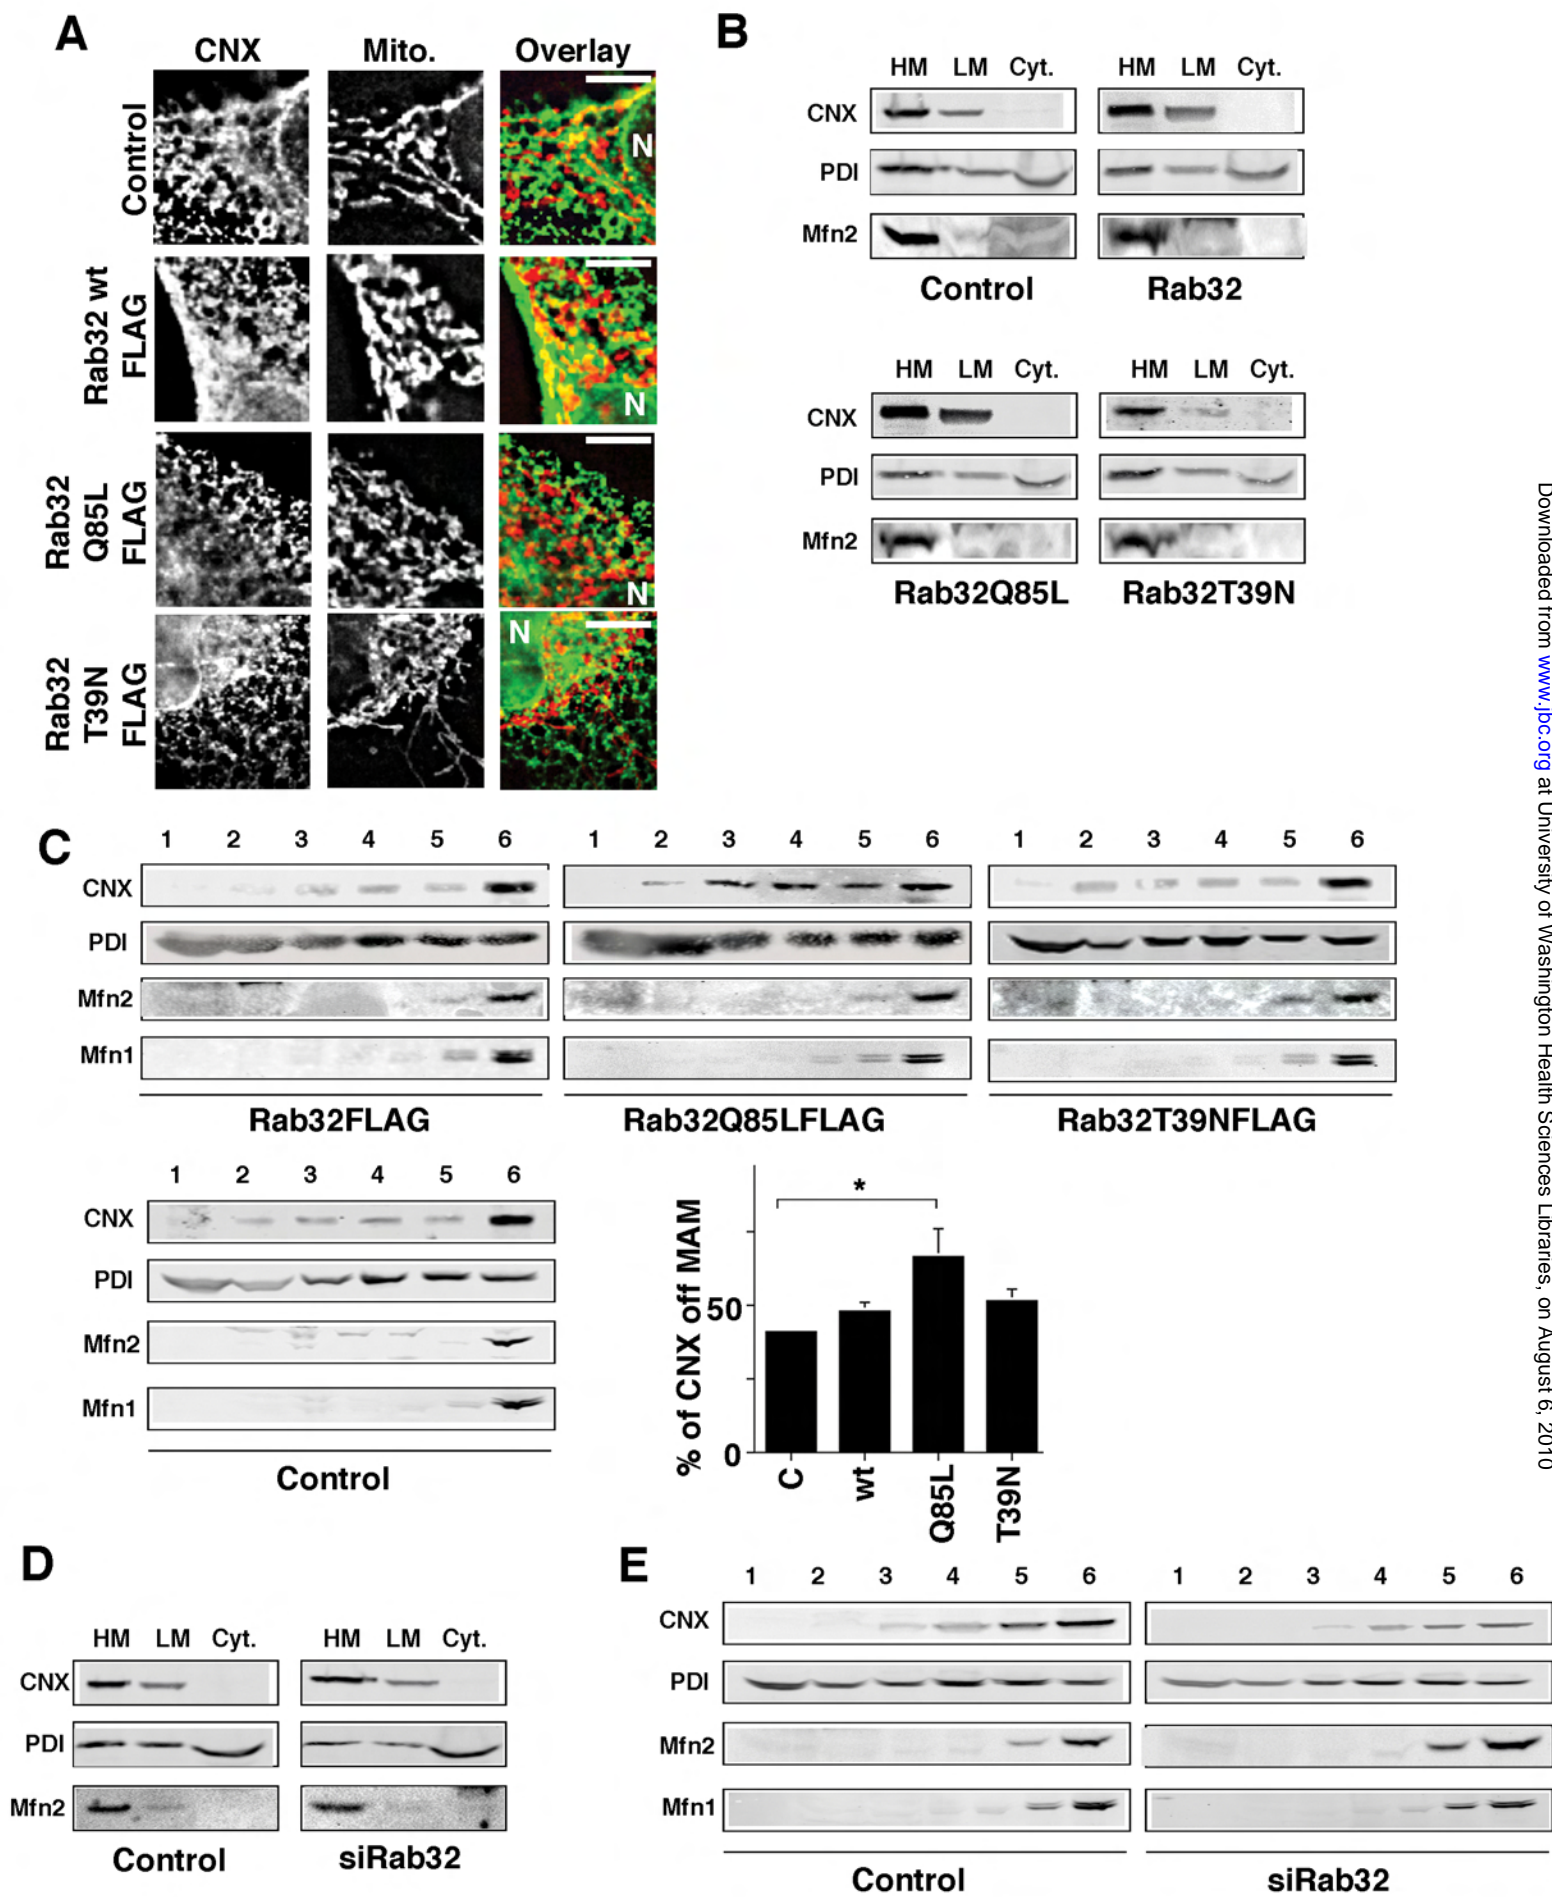 A
CNX Mito. Overlay
Control
N
Rab32 wt
FLAG
N
Rab32
Q85L
FLAG
N
Rab32
T39N
FLAG
N
B
HM LM Cyt. HM LM Cyt.
CNX
PDI
Mfn2
Control Rab32
HM LM Cyt. HM LM Cyt.
CNX
PDI
Mfn2
Rab32Q85L Rab32T39N
C
1 2 3 4 5 6 1 2 3 4 5 6 1 2 3 4 5 6
CNX
PDI
Mfn2
Mfn1
Rab32FLAG Rab32Q85LFLAG Rab32T39NFLAG
1 2 3 4 5 6
CNX
PDI
Mfn2
Mfn1
Control
% of CNX off MAM
*
50
0
C wt Q85L T39N
D
HM LM Cyt. HM LM Cyt.
CNX
PDI
Mfn2
Control siRab32
E
1 2 3 4 5 6 1 2 3 4 5 6
CNX
PDI
Mfn2
Mfn1
Control siRab32
Downloaded from www.jbc.org at University of Washington Health Sciences Libraries, on August 6, 2010